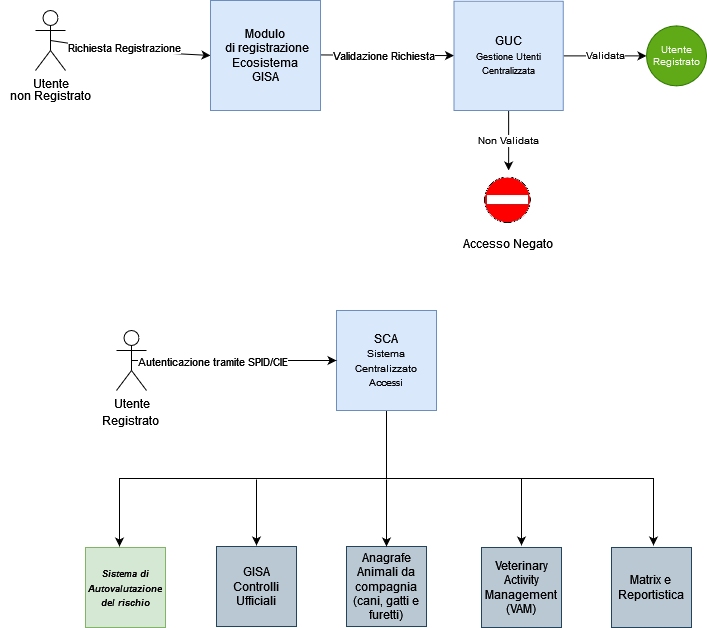 Utente
non Registrato
Richiesta Registrazione
Modulo
di registrazione
Ecosistema
GISA
Validazione Richiesta
GUC
Gestione Utenti
Centralizzata
Validata
Utente
Registrato
Non Validata
Accesso Negato
Utente
Registrato
Autenticazione tramite SPID/CIE
SCA
Sistema
Centralizzato
Accessi
Sistema di
Autovalutazione
del rischio
GISA
Controlli
Ufficiali
Anagrafe
Animali da
compagnia
(cani, gatti e
furetti)
Veterinary
Activity
Management
(VAM)
Matrix e
Reportistica